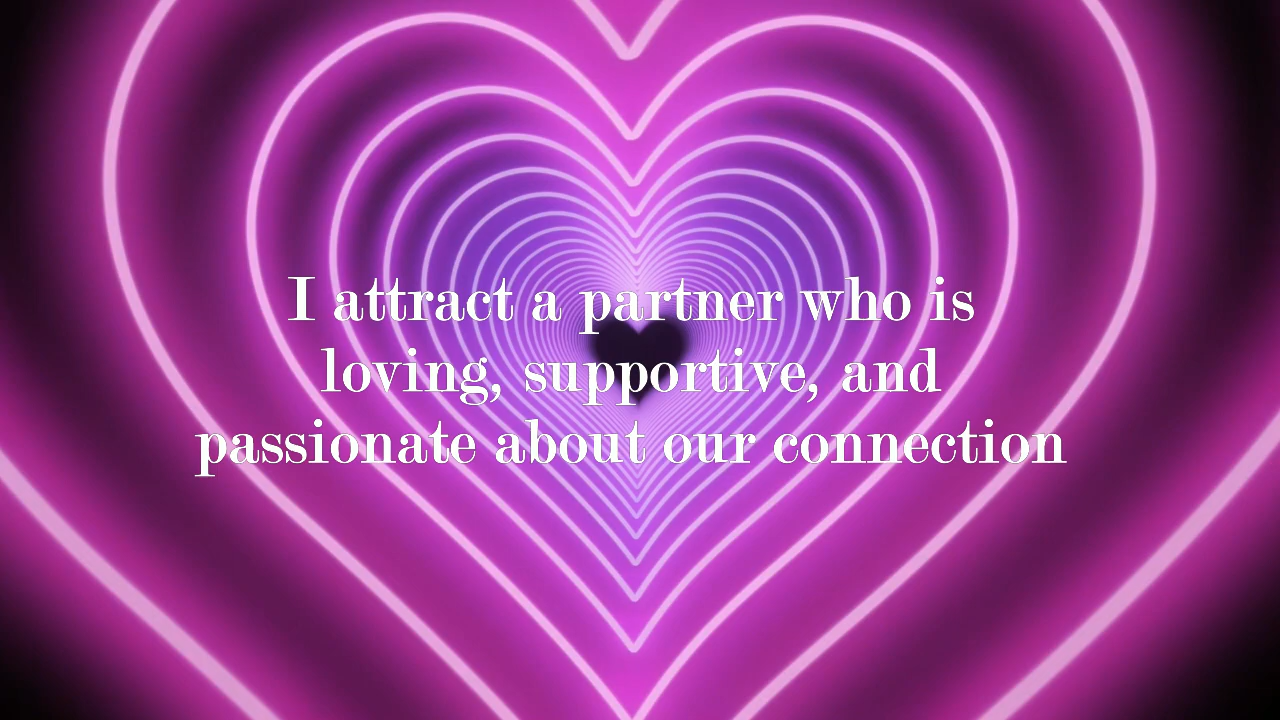 I attract a partner who is
loving, supportive, and
passionate about our connection